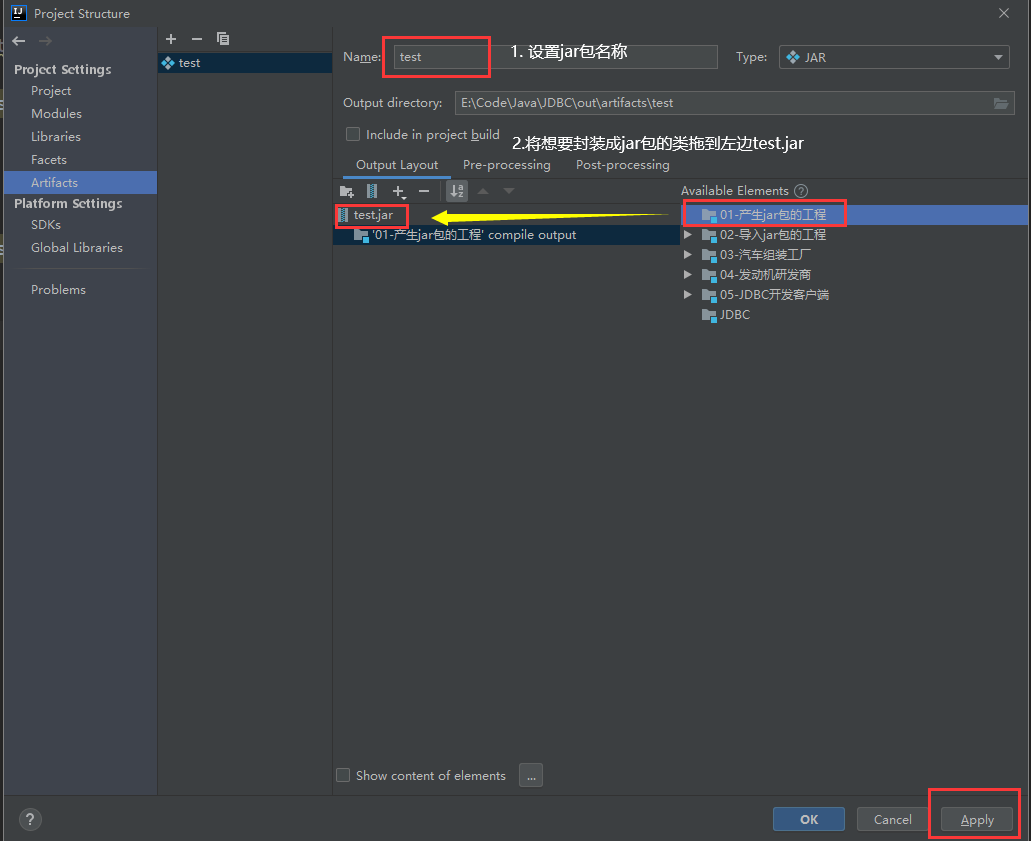 Project Structure
Project Settings
Project
Modules
Libraries
Facets
Artifacts
Platform Settings
SDKs
Global Libraries
Problems
test
Name: test
1. 设置jar包名称
Type: JAR
Output directory: E:\Code\Java\JDBC\out\artifacts\test
Include in project build
2.将想要封装成jar包的类拖到左边test.jar
Output Layout Pre-processing Post-processing
Available Elements
test.jar
'01-产生jar包的工程' compile output
01-产生jar包的工程
02-导入jar包的工程
03-汽车组装工厂
04-发动机研发商
05-JDBC开发客户端
JDBC
Show content of elements ...
? OK Cancel Apply